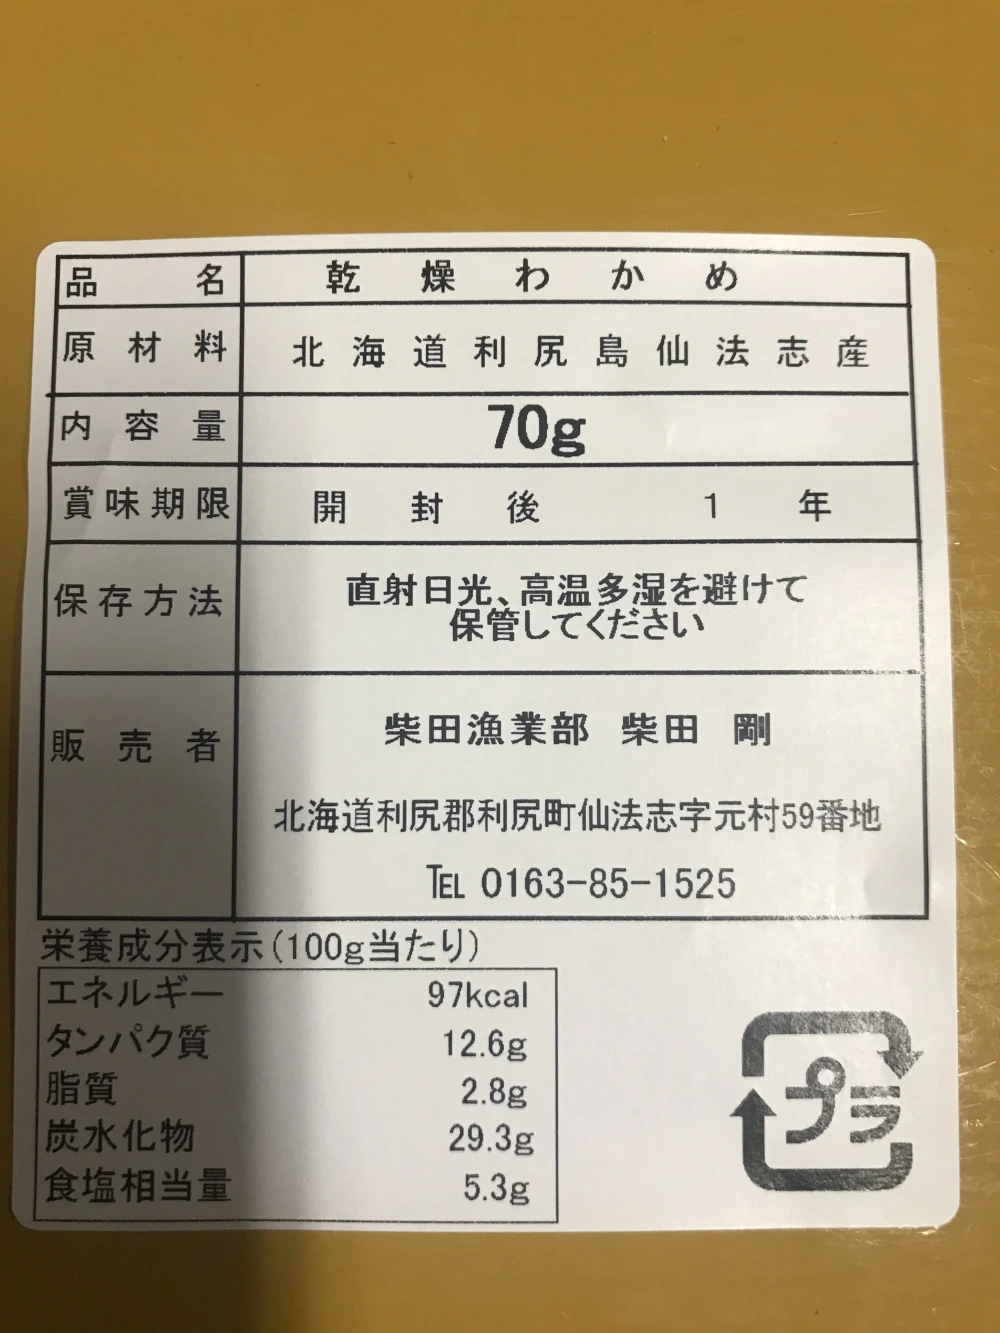 品名 乾燥わかめ
原材料 北海道利尻島仙法志産
内容量 70g
賞味期限 開封後 1年
保存方法 直射日光、高温多湿を避けて
保管してください
販売者 柴田漁業部 柴田 剛
北海道利尻郡利尻町仙法志字元村59番地
℡ 0163-85-1525
栄養成分表示(100g当たり)
エネルギー 97kcal
タンパク質 12.6g
脂質 2.8g
炭水化物 29.3g
食塩相当量 5.3g
プラ